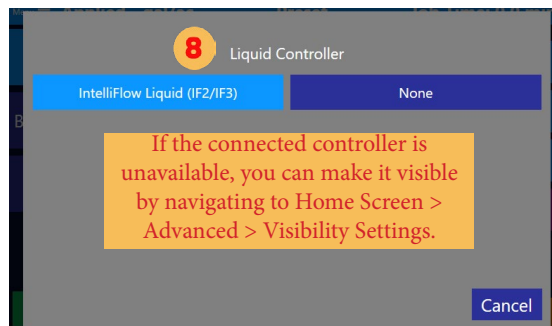 8
Liquid Controller
IntelliFlow Liquid (IF2/IF3)
None
If the connected controller is
unavailable, you can make it visible
by navigating to Home Screen >
Advanced > Visibility Settings.
Cancel